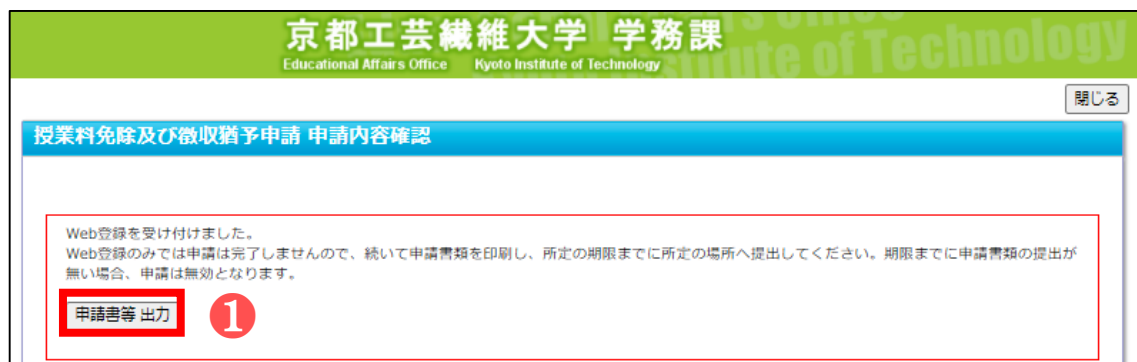 京都工芸繊維大学 学務課
Educational Affairs Office Kyoto Institute of Technology
閉じる
授業料免除及び徴収猶予申請 申請内容確認
Web登録を受け付けました。
Web登録のみでは申請は完了しませんので、続いて申請書類を印刷し、所定の期限までに所定の場所へ提出してください。期限までに申請書類の提出が
無い場合、申請は無効となります。
申請書等 出力
1